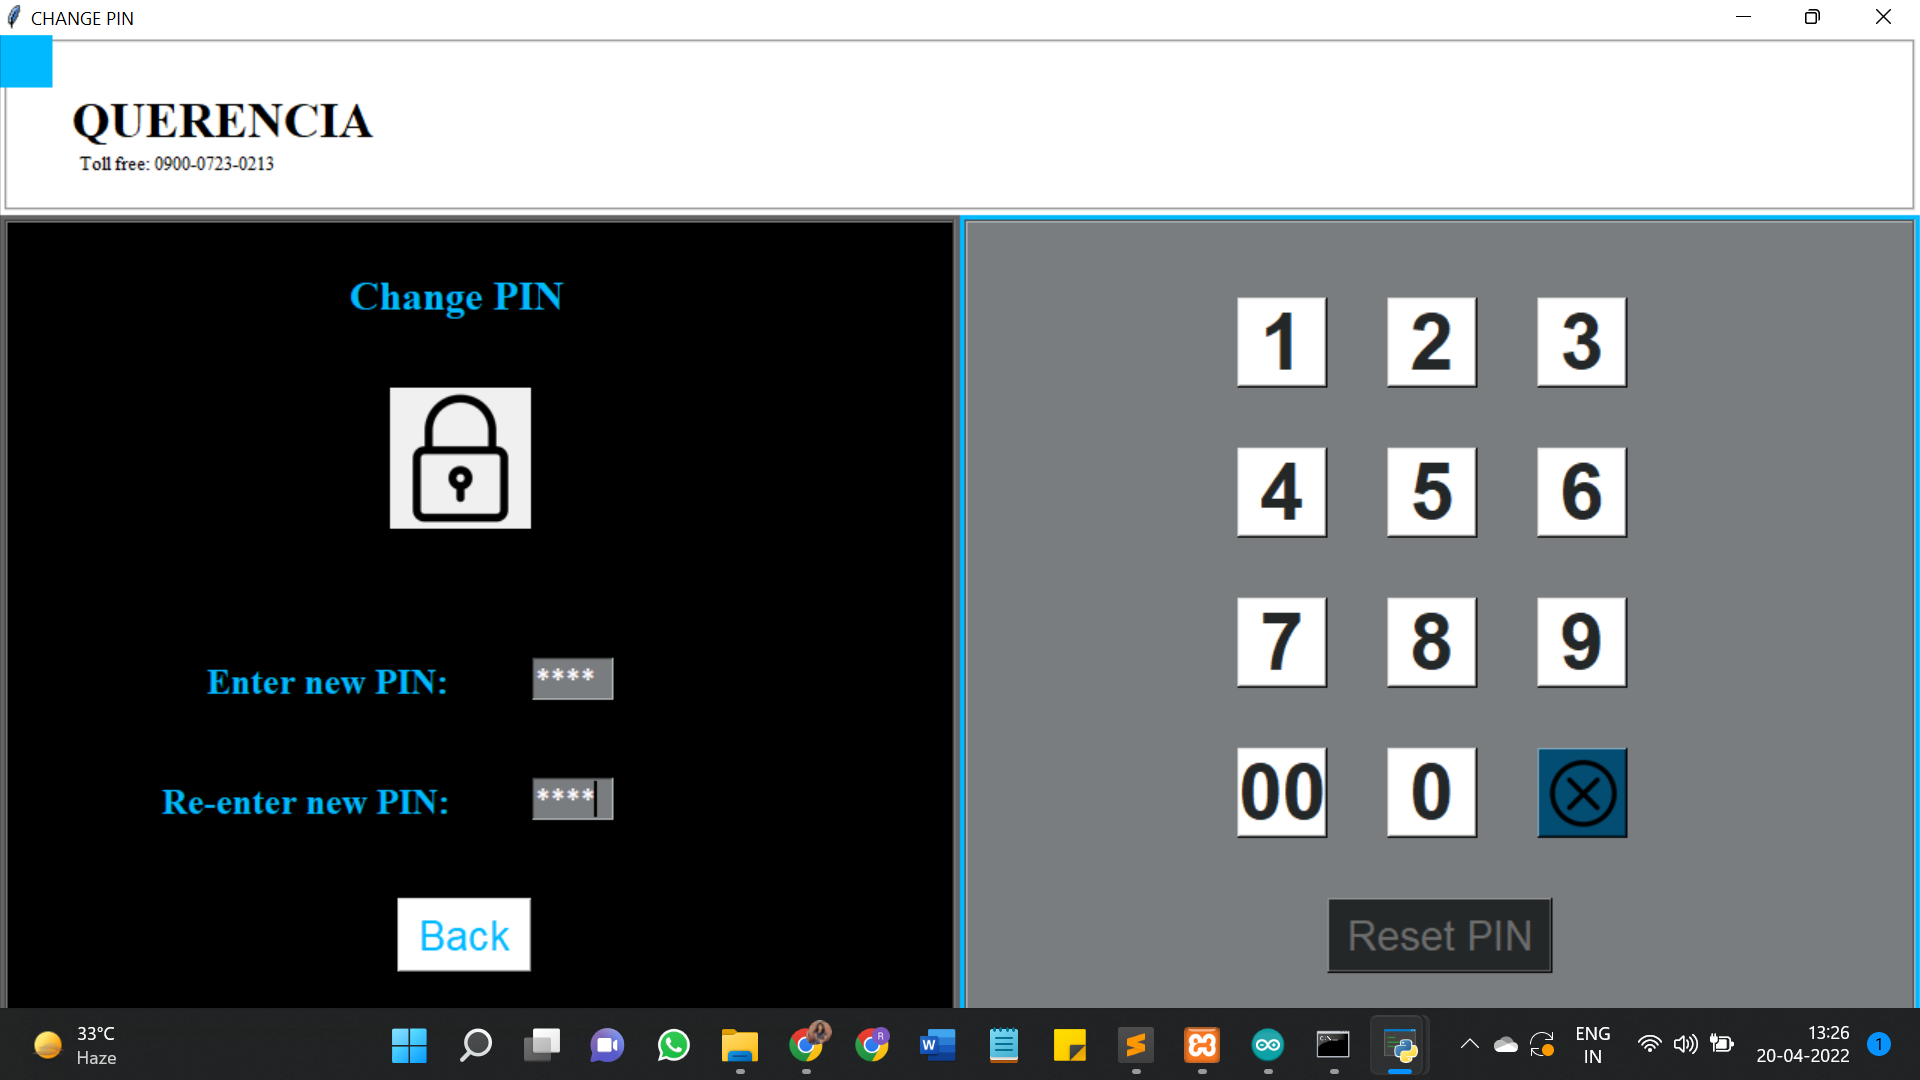 CHANGE PIN
QUERENCIA
Toll free: 0900-0723-0213
Change PIN
Enter new PIN: ****
Re-enter new PIN: ****
Back
1 2 3
4 5 6
7 8 9
00 0
Reset PIN
33°C
Haze
R
W
C:\
ENG
IN
13:26
20-04-2022
1